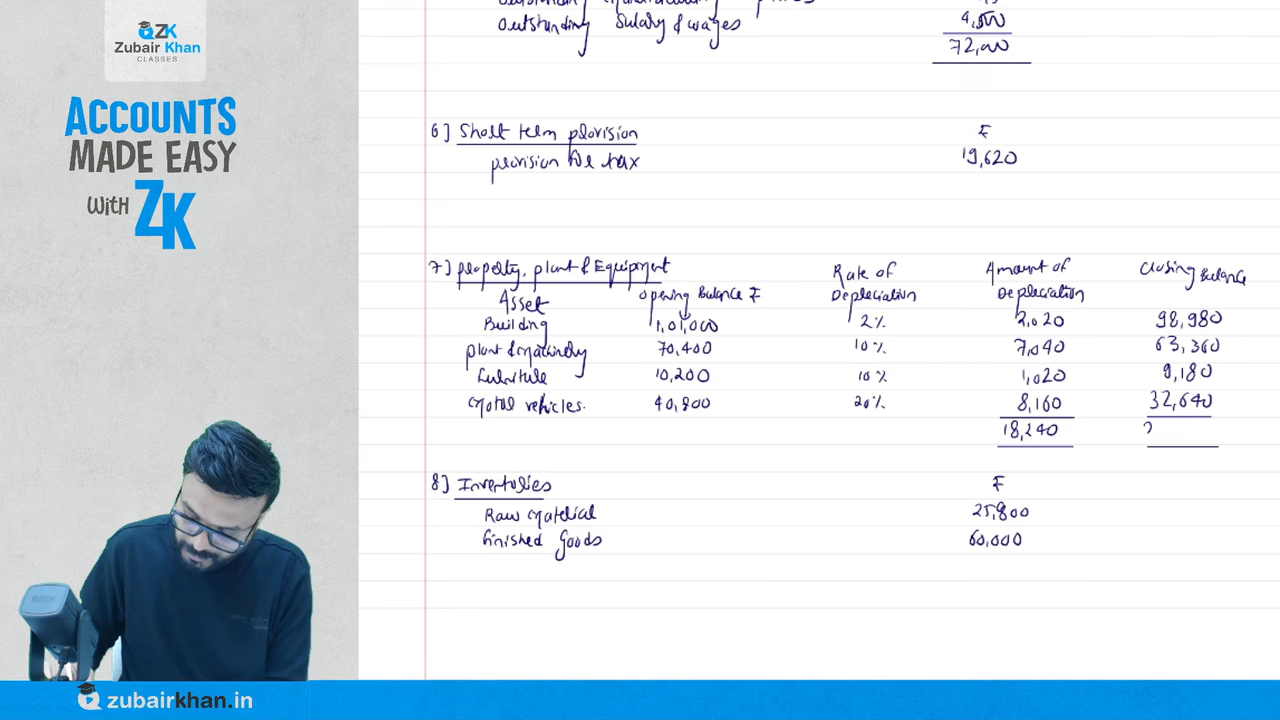 ZK
Zubair Khan
CLASSES
ACCOUNTS
MADE EASY
WITH ZK
Outstanding
Outstanding Salary & wages 4,000
72,000
6] Short term provision ₹
provision for tax 19,620
7] Property, plant & Equipment
Asset Opening Balance ₹ Rate of Depreciation Amount of Depreciation Closing Balance
Building 1,01,000 2% 2,020 98,980
plant & machinery 70,400 10% 7,040 63,360
furniture 10,200 10% 1,020 9,180
motor vehicles. 40,800 20% 8,160 32,640
18,240 2
8] Inventories ₹
Raw material 25,800
finished goods 60,000
zubairkhan.in